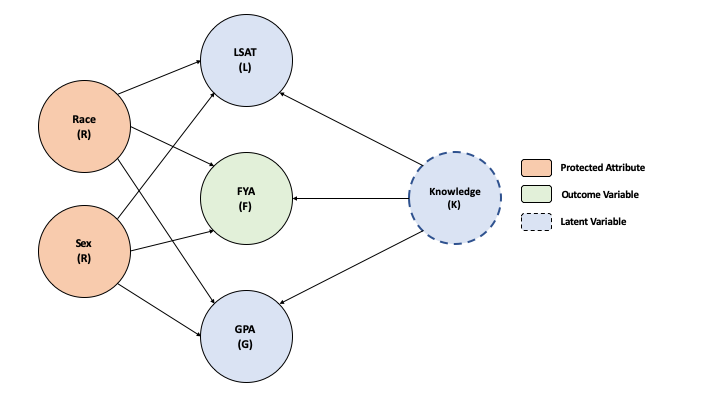 LSAT
(L)
Race
(R)
FYA
(F)
Knowledge
(K)
Sex
(R)
GPA
(G)
Protected Attribute
Outcome Variable
Latent Variable